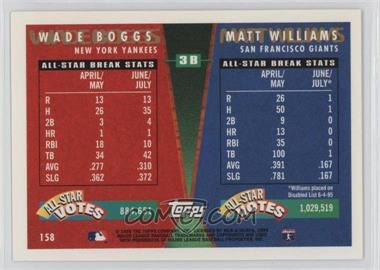 WADE BOGGS
NEW YORK YANKEES
ALL-STAR BREAK STATS
APRIL/ JUNE/
MAY JULY
R 13 13
H 26 35
2B 3 4
HR 1 1
RBI 18 10
TB 34 42
AVG .277 .310
SLG .362 .372
ALL-STAR VOTES
158
3B
Topps
MATT WILLIAMS
SAN FRANCISCO GIANTS
ALL-STAR BREAK STATS
APRIL/ JUNE/
MAY JULY*
R 26 1
H 50 1
2B 9 0
HR 13 0
RBI 35 0
TB 100 1
AVG .391 .167
SLG .781 .167
*Williams placed on
Disabled List 6-4-95
ALL-STAR VOTES
1,029,519